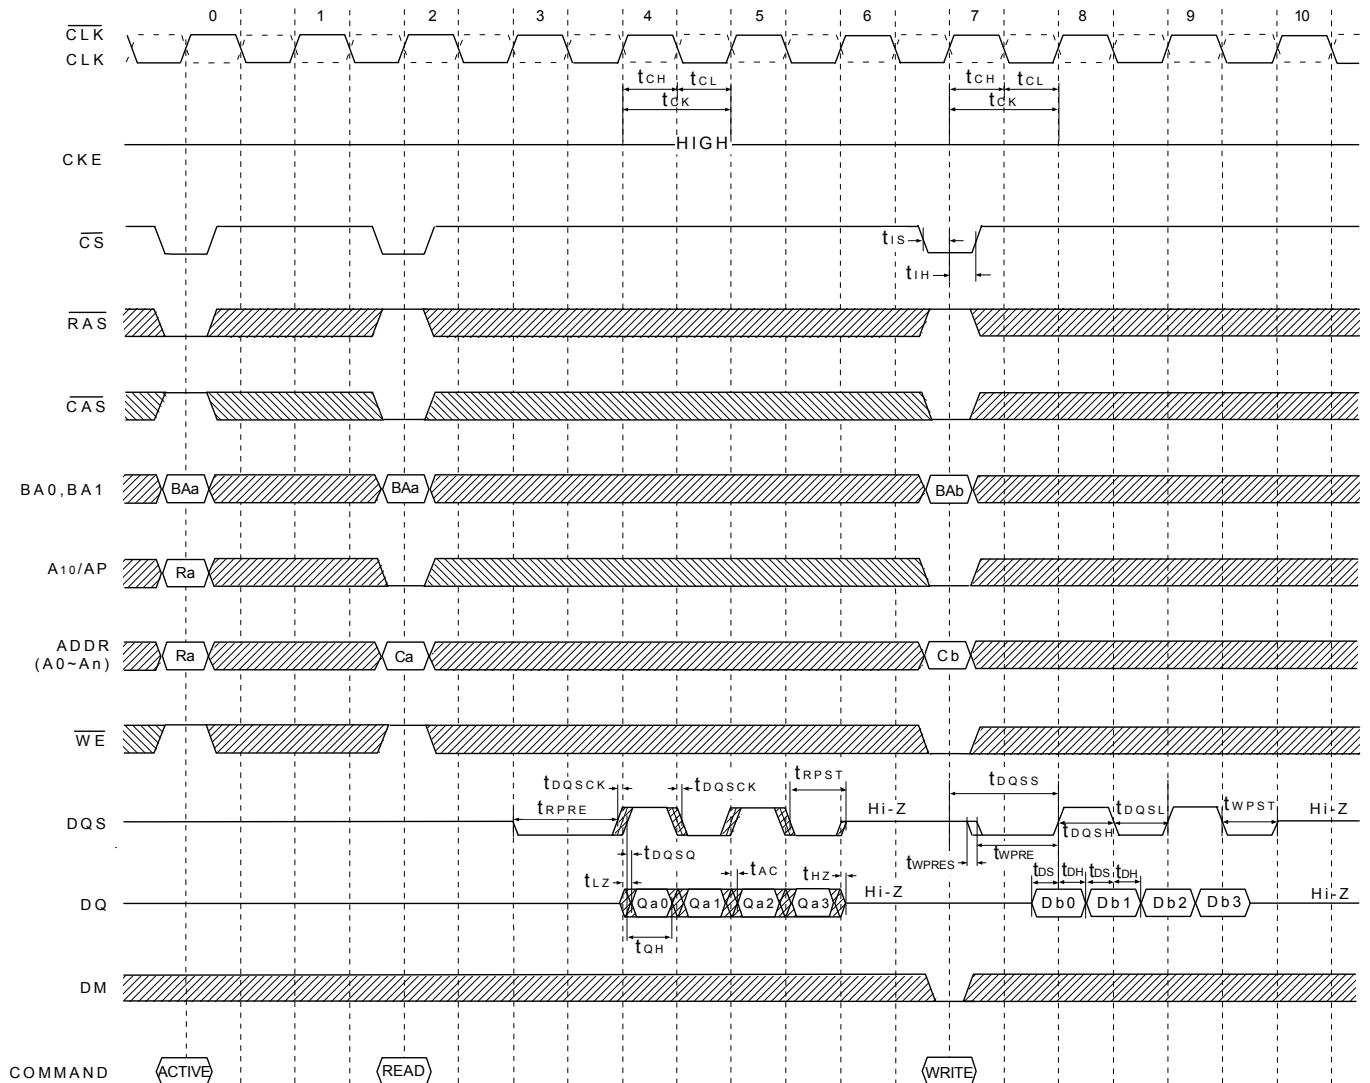 0 1 2 3 4 5 6 7 8 9 10
CLK
CLK
tCH tCL tCH tCL
tCK tCK
HIGH
CKE
CS
tIS
tIH
RAS
CAS
BA0,BA1 BAa BAa BAb
A10/AP Ra
ADDR
(A0~An) Ra Ca Cb
WE
tDQSCK tDQSCK tRPST tDQSS
tRPRE Hi-Z tDQSL tWPST Hi-Z
DQS
tDQSH
tDQSQ tWPRES tWPRE
tLZ tAC tHZ tDS tDH tDS tDH
DQ Qa0 Qa1 Qa2 Qa3 Hi-Z Db0 Db1 Db2 Db3 Hi-Z
tQH
DM
COMMAND ACTIVE READ WRITE